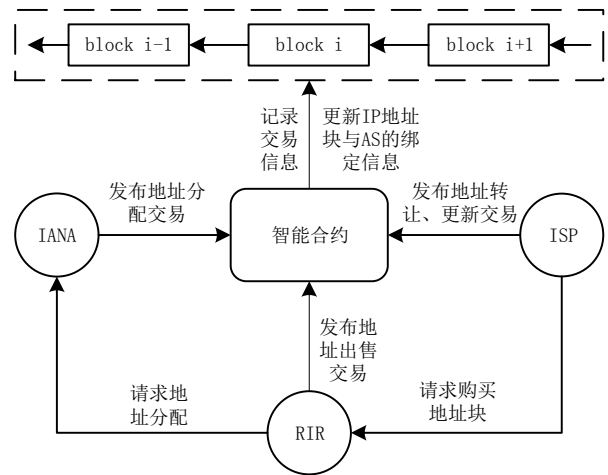 block i-1
block i
block i+1
记录
交易
信息
更新IP地址
块与AS的绑
定信息
发布地址分
配交易
发布地址转
让、更新交易
IANA
智能合约
ISP
发布地
址出售
交易
请求地
址分配
请求购买
地址块
RIR